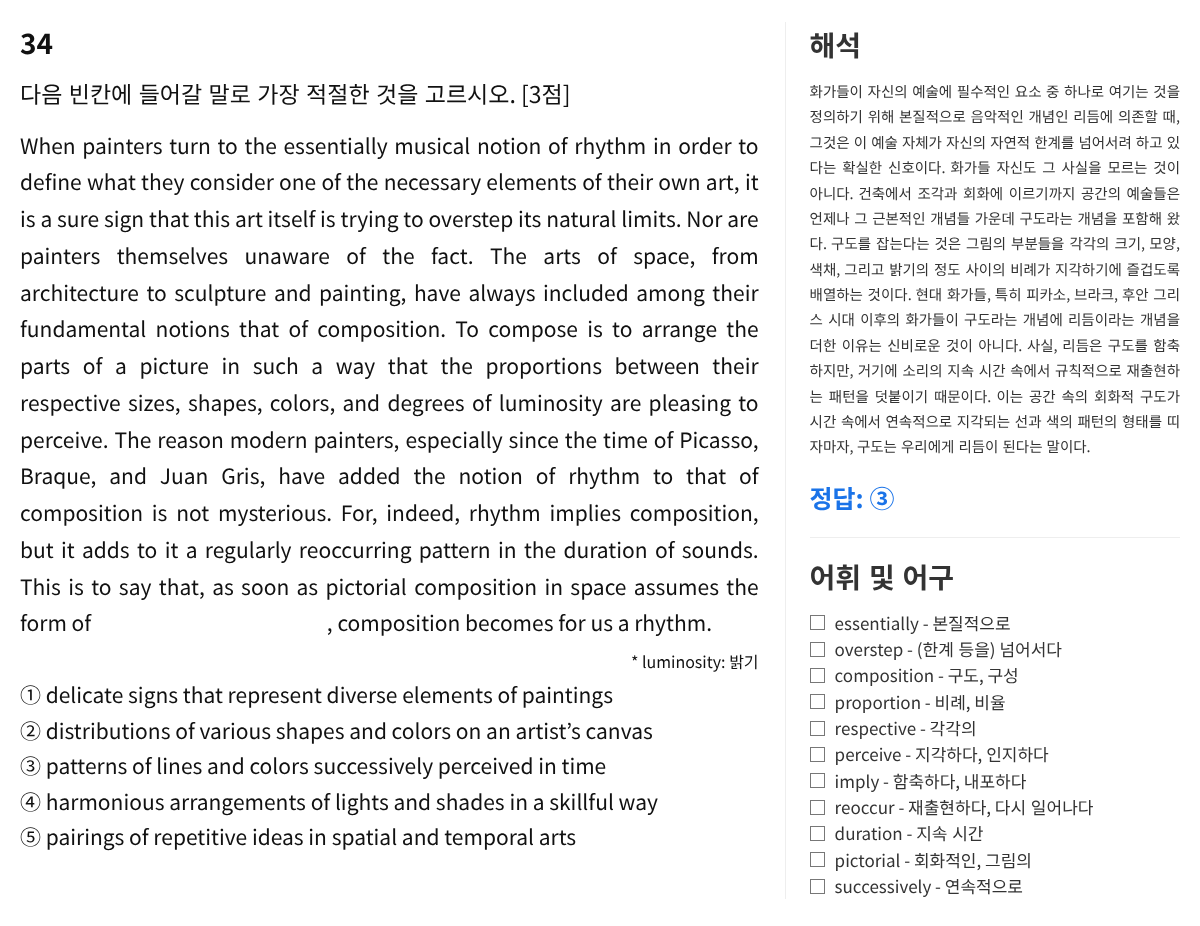 34
다음 빈칸에 들어갈 말로 가장 적절한 것을 고르시오. [3점]
When painters turn to the essentially musical notion of rhythm in order to
define what they consider one of the necessary elements of their own art, it
is a sure sign that this art itself is trying to overstep its natural limits. Nor are
painters themselves unaware of the fact. The arts of space, from
architecture to sculpture and painting, have always included among their
fundamental notions that of composition. To compose is to arrange the
parts of a picture in such a way that the proportions between their
respective sizes, shapes, colors, and degrees of luminosity are pleasing to
perceive. The reason modern painters, especially since the time of Picasso,
Braque, and Juan Gris, have added the notion of rhythm to that of
composition is not mysterious. For, indeed, rhythm implies composition,
but it adds to it a regularly reoccurring pattern in the duration of sounds.
This is to say that, as soon as pictorial composition in space assumes the
form of , composition becomes for us a rhythm.
* luminosity: 밝기
① delicate signs that represent diverse elements of paintings
② distributions of various shapes and colors on an artist’s canvas
③ patterns of lines and colors successively perceived in time
④ harmonious arrangements of lights and shades in a skillful way
⑤ pairings of repetitive ideas in spatial and temporal arts
해석
화가들이 자신의 예술에 필수적인 요소 중 하나로 여기는 것을
정의하기 위해 본질적으로 음악적인 개념인 리듬에 의존할 때,
그것은 이 예술 자체가 자신의 자연적 한계를 넘어서려 하고 있
다는 확실한 신호이다. 화가들 자신도 그 사실을 모르는 것이
아니다. 건축에서 조각과 회화에 이르기까지 공간의 예술들은
언제나 그 근본적인 개념들 가운데 구도라는 개념을 포함해 왔
다. 구도를 잡는다는 것은 그림의 부분들을 각각의 크기, 모양,
색채, 그리고 밝기의 정도 사이의 비례가 지각하기에 즐겁도록
배열하는 것이다. 현대 화가들, 특히 피카소, 브라크, 후안 그리
스 시대 이후의 화가들이 구도라는 개념에 리듬이라는 개념을
더한 이유는 신비로운 것이 아니다. 사실, 리듬은 구도를 함축
하지만, 거기에 소리의 지속 시간 속에서 규칙적으로 재출현하
는 패턴을 덧붙이기 때문이다. 이는 공간 속의 회화적 구도가
시간 속에서 연속적으로 지각되는 선과 색의 패턴의 형태를 띠
자마자, 구도는 우리에게 리듬이 된다는 말이다.
정답: ③
어휘 및 어구
□ essentially - 본질적으로
□ overstep - (한계 등을) 넘어서다
□ composition - 구도, 구성
□ proportion - 비례, 비율
□ respective - 각각의
□ perceive - 지각하다, 인지하다
□ imply - 함축하다, 내포하다
□ reoccur - 재출현하다, 다시 일어나다
□ duration - 지속 시간
□ pictorial - 회화적인, 그림의
□ successively - 연속적으로